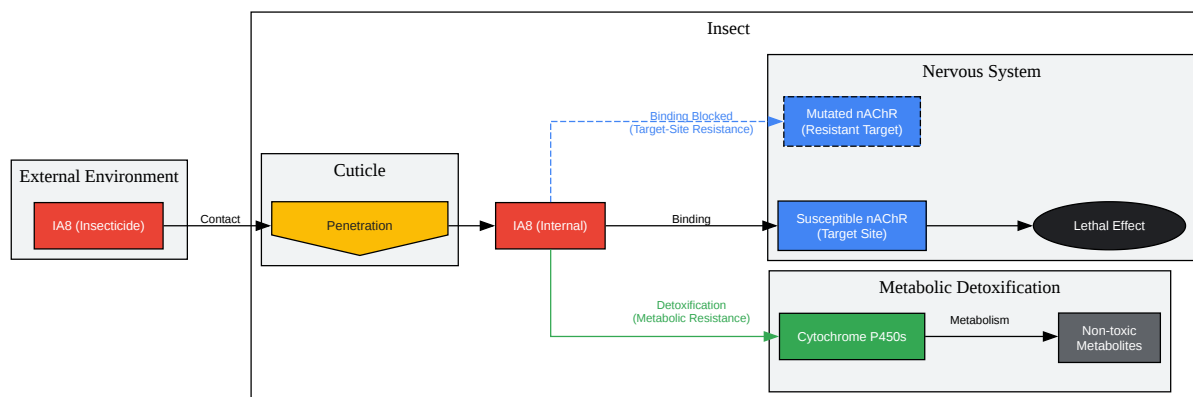 Insect
Nervous System
Binding Blocked
(Target-Site Resistance)
Mutated nAChR
(Resistant Target)
External Environment
Cuticle
IA8 (Insecticide)
Contact
Penetration
IA8 (Internal)
Binding
Susceptible nAChR
(Target Site)
Lethal Effect
Metabolic Detoxification
Detoxification
(Metabolic Resistance)
Cytochrome P450s
Metabolism
Non-toxic
Metabolites